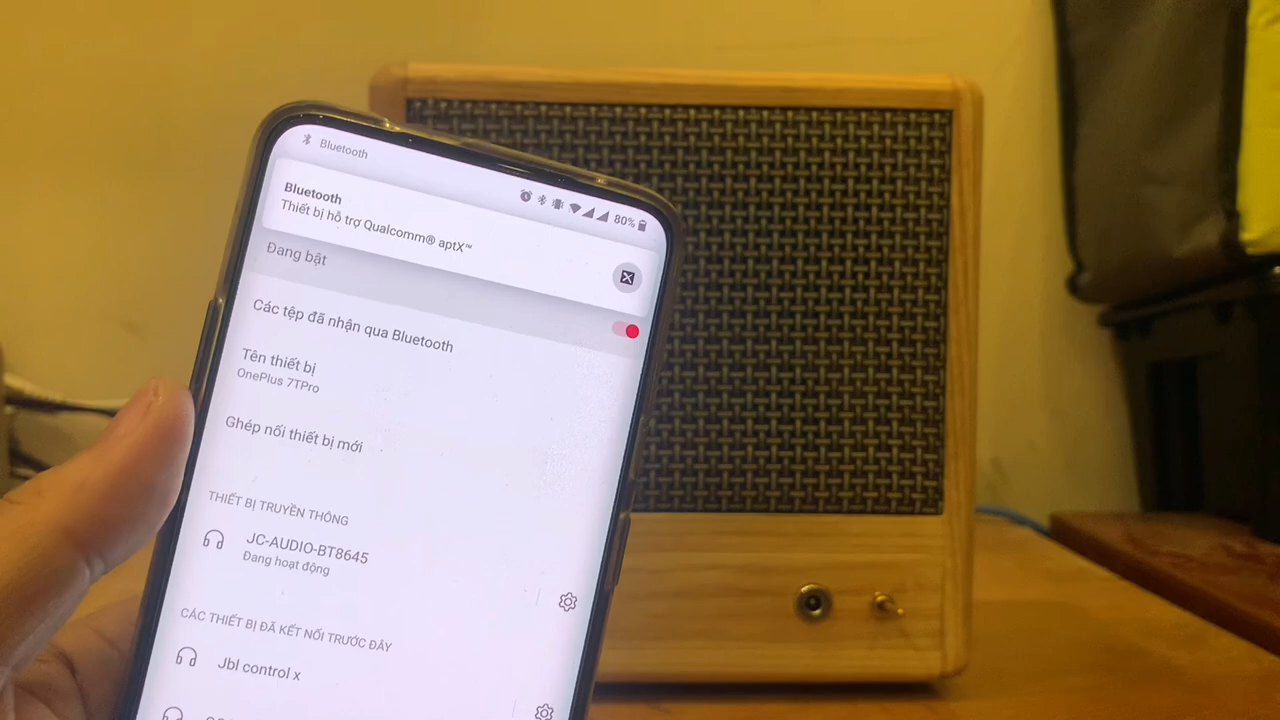 Bluetooth
80%
Bluetooth
Thiết bị hỗ trợ Qualcomm® aptX™
Đang bật
Các tệp đã nhận qua Bluetooth
Tên thiết bị
OnePlus 7TPro
Ghép nối thiết bị mới
THIẾT BỊ TRUYỀN THÔNG
JC-AUDIO-BT8645
Đang hoạt động
CÁC THIẾT BỊ ĐÃ KẾT NỐI TRƯỚC ĐÂY
Jbl control x